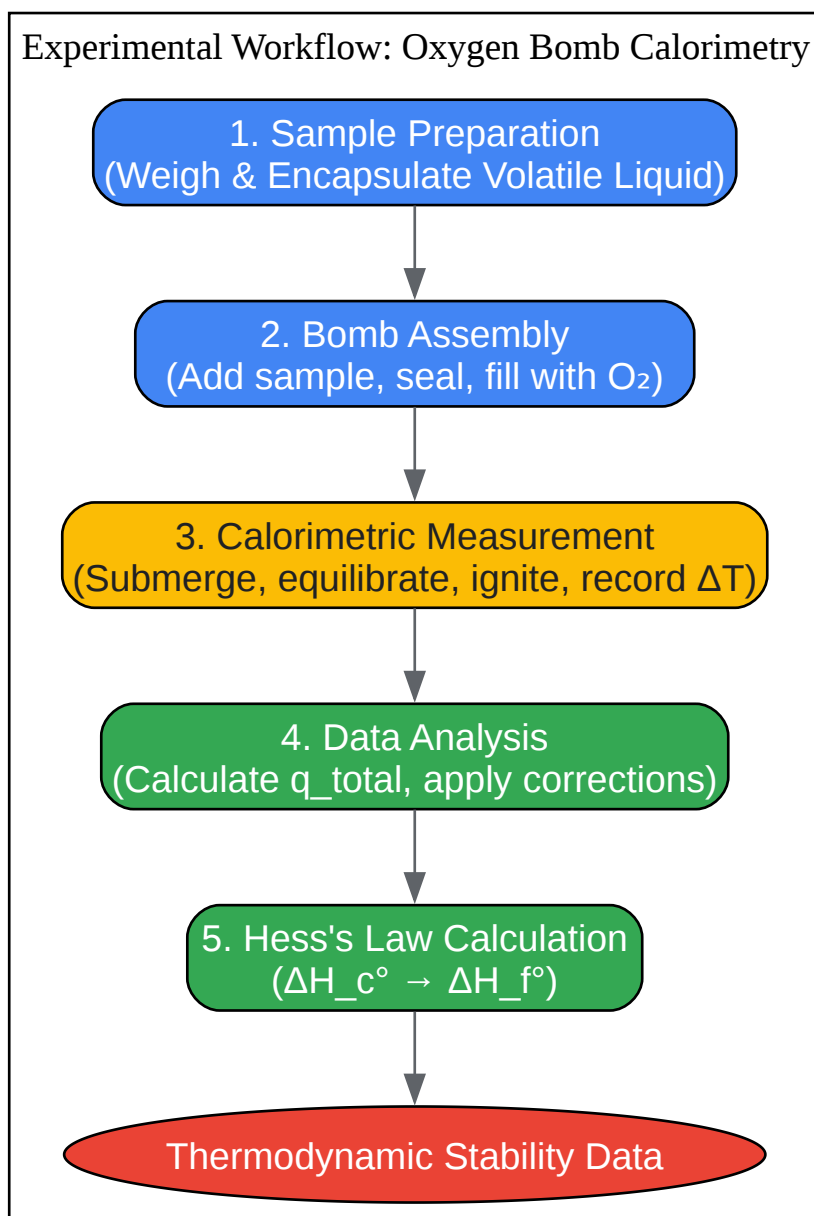 Experimental Workflow: Oxygen Bomb Calorimetry
1. Sample Preparation
(Weigh & Encapsulate Volatile Liquid)
2. Bomb Assembly
(Add sample, seal, fill with O₂)
3. Calorimetric Measurement
(Submerge, equilibrate, ignite, record ΔT)
4. Data Analysis
(Calculate q_total, apply corrections)
5. Hess's Law Calculation
(ΔH_c° → ΔH_f°)
Thermodynamic Stability Data